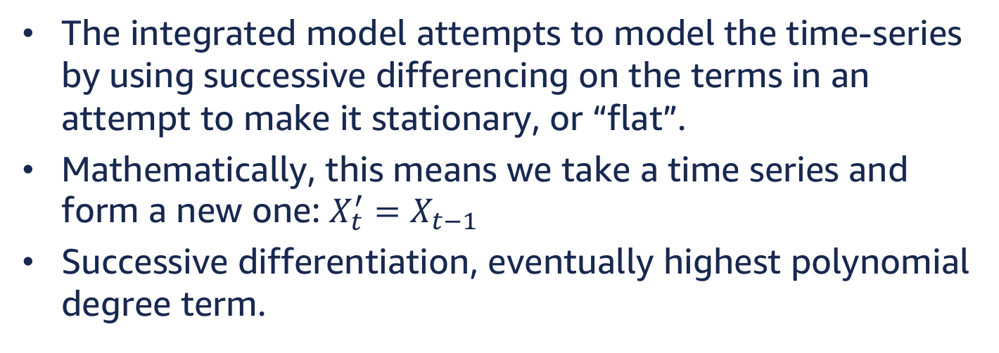 • The integrated model attempts to model the time-series
by using successive differencing on the terms in an
attempt to make it stationary, or “flat”.
• Mathematically, this means we take a time series and
form a new one: X′ₜ = Xₜ₋₁
• Successive differentiation, eventually highest polynomial
degree term.